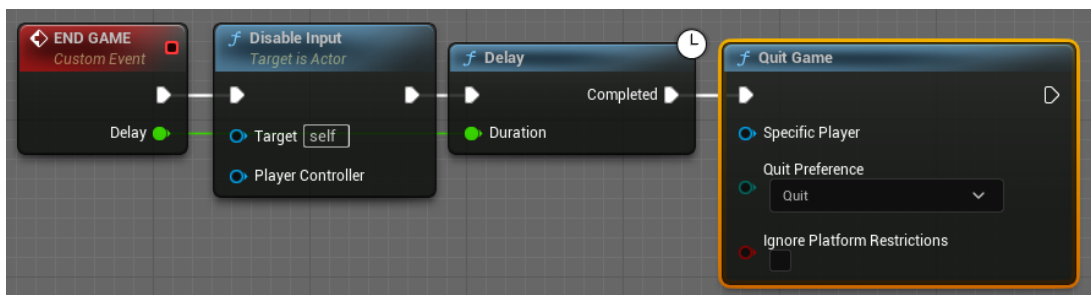 END GAME
Custom Event
Delay
f Disable Input
Target is Actor
Target self
Player Controller
f Delay
Completed
Duration
f Quit Game
Specific Player
Quit Preference
Quit
Ignore Platform Restrictions